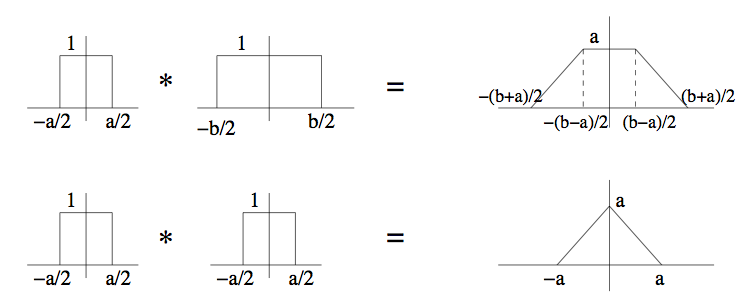 1 1 a
* =
−(b+a)/2 (b+a)/2
−a/2 a/2 −b/2 b/2 −(b−a)/2 (b−a)/2
1 1 a
* =
−a/2 a/2 −a/2 a/2 −a a